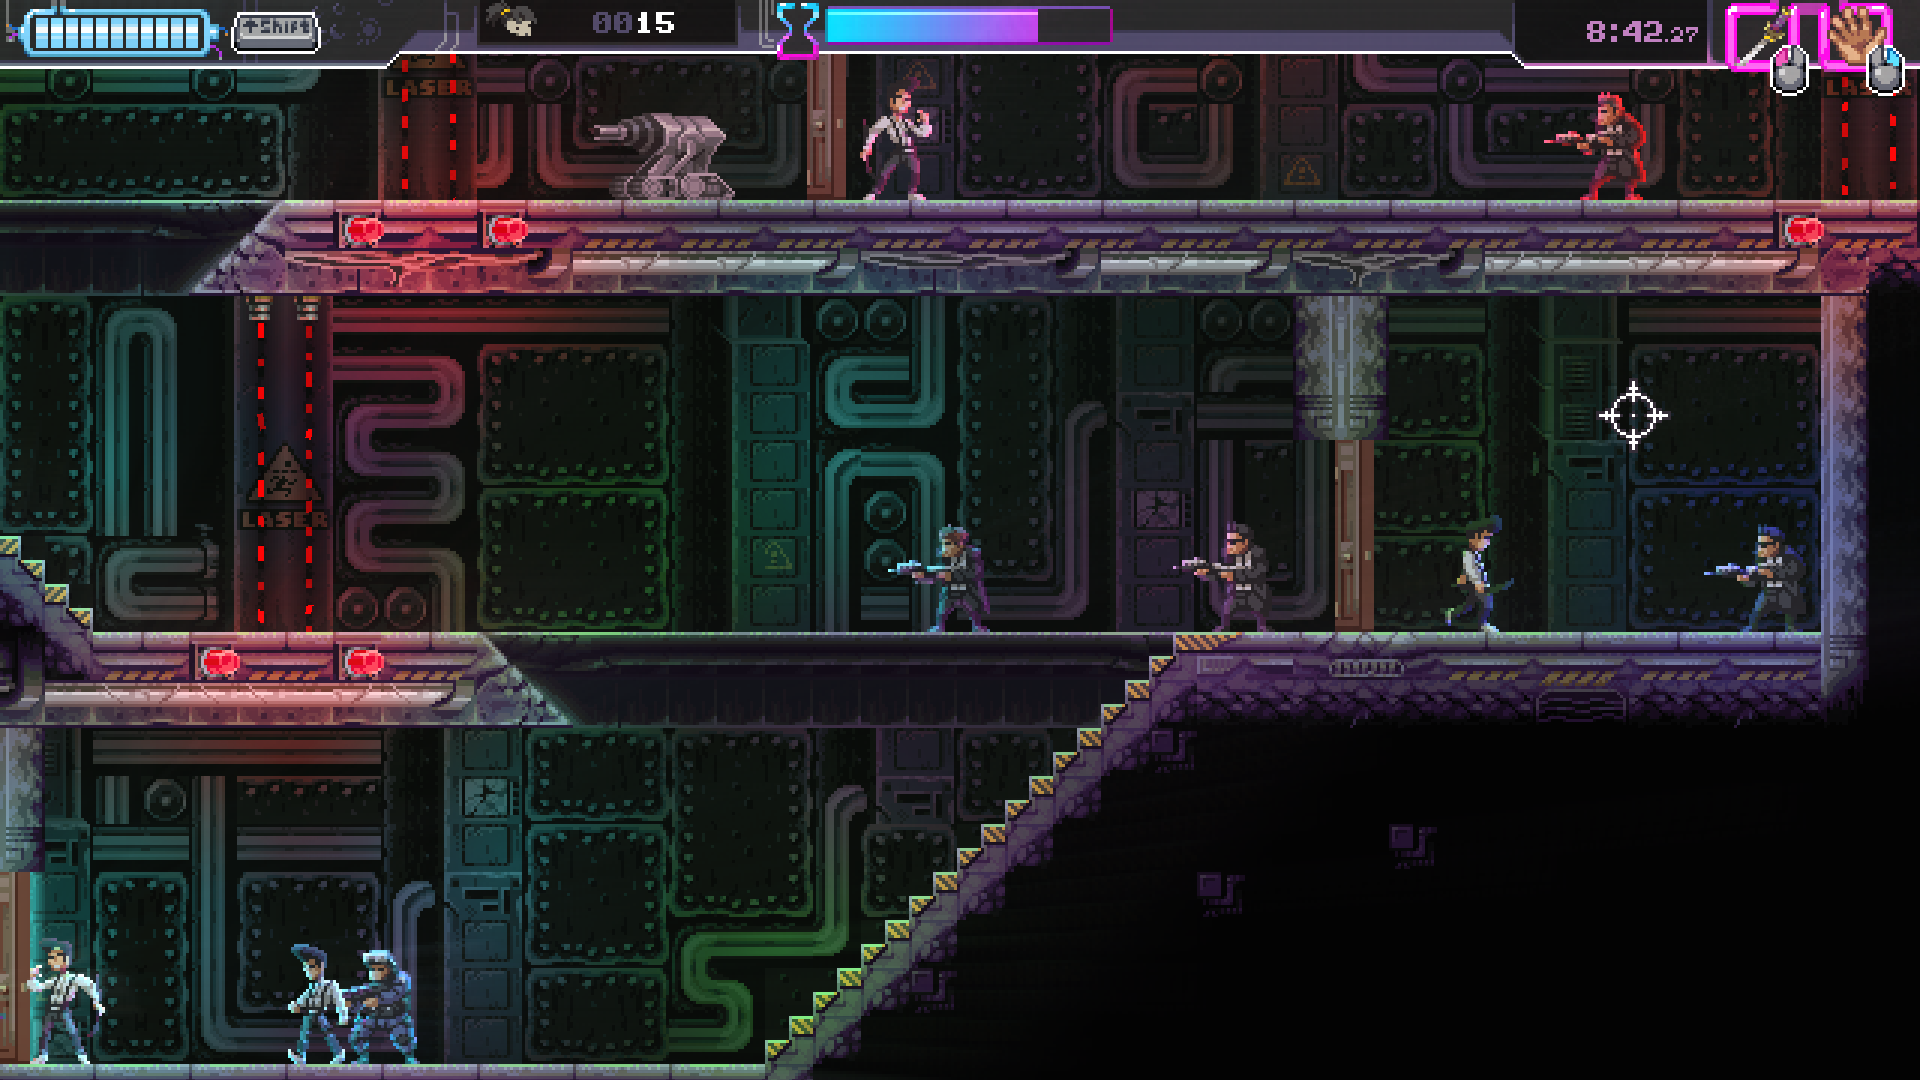 +Shift
0015
8:42.27
LASER
LASER